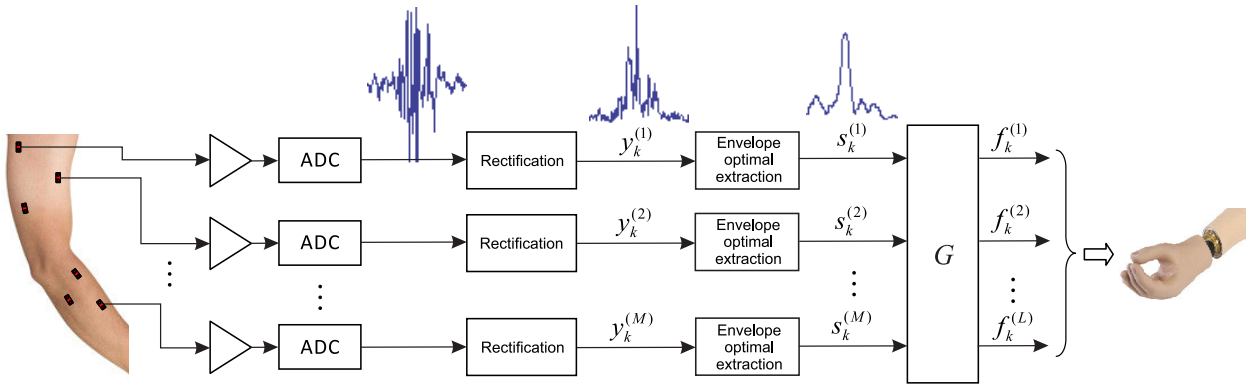 ADC Rectification y_k^{(1)} Envelope optimal extraction s_k^{(1)} f_k^{(1)}
ADC Rectification y_k^{(2)} Envelope optimal extraction s_k^{(2)} G f_k^{(2)}
ADC Rectification y_k^{(M)} Envelope optimal extraction s_k^{(M)} f_k^{(L)}